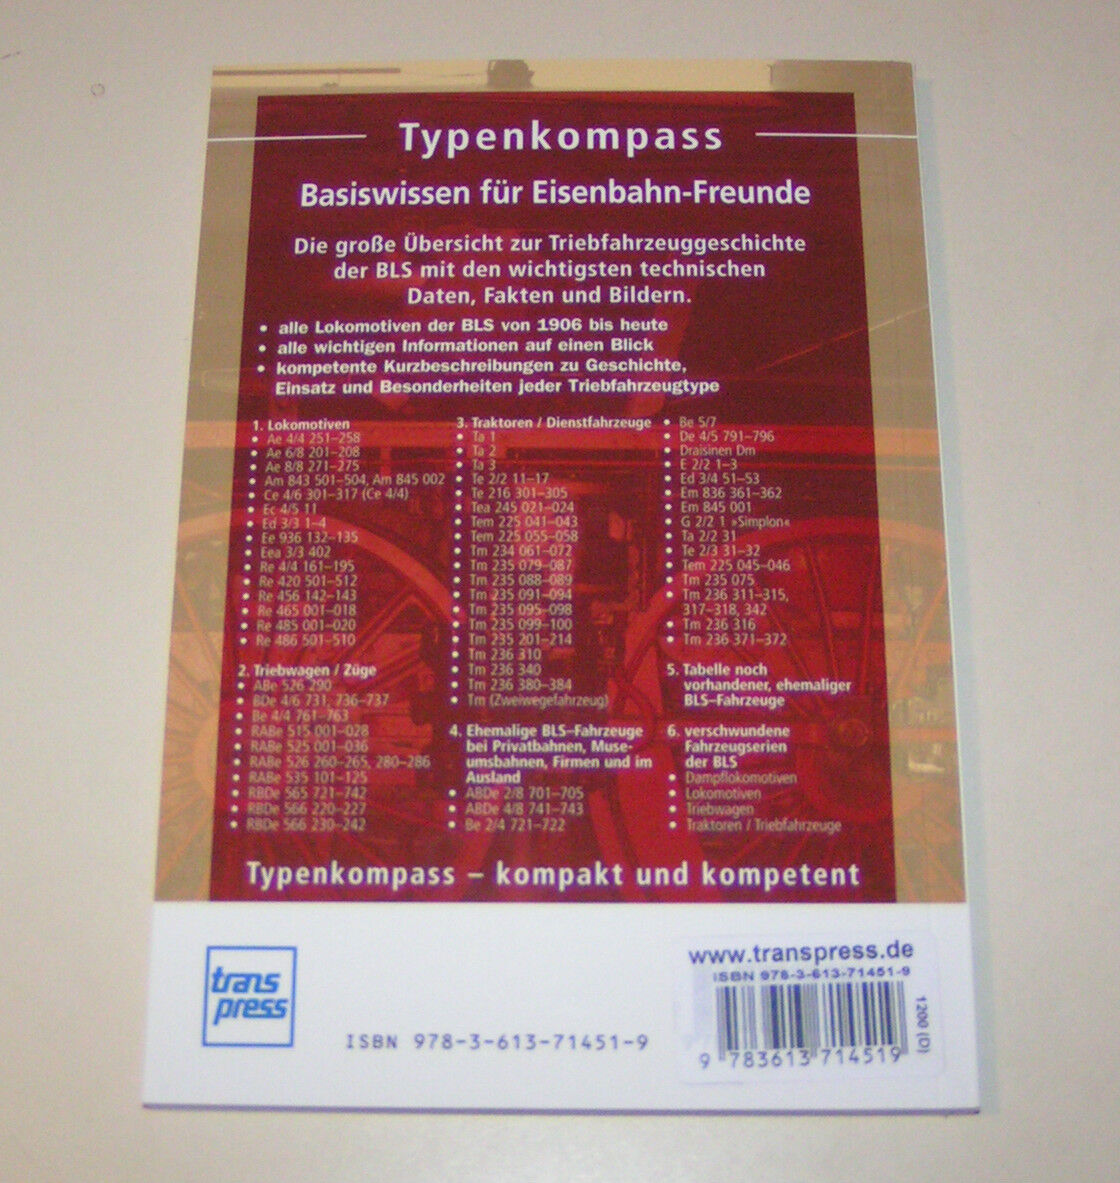 Typenkompass
Basiswissen für Eisenbahn-Freunde
Die große Übersicht zur Triebfahrzeuggeschichte
der BLS mit den wichtigsten technischen
Daten, Fakten und Bildern.
• alle Lokomotiven der BLS von 1906 bis heute
• alle wichtigen Informationen auf einen Blick
• kompetente Kurzbeschreibungen zu Geschichte,
Einsatz und Besonderheiten jeder Triebfahrzeugtype
1. Lokomotiven
• Ae 4/4 251–258
• Ae 6/8 201–208
• Ae 8/8 271–275
• Am 843 501–504, Am 845 002
• Ce 4/6 301–317 (Ce 4/4)
• Ec 4/5 11
• Ed 3/3 1–4
• Ee 936 132–135
• Eea 3/3 402
• Re 4/4 161–195
• Re 420 501–512
• Re 456 142–143
• Re 465 001–018
• Re 485 001–020
• Re 486 501–510
2. Triebwagen / Züge
• ABe 526 290
• BDe 4/6 731, 736–737
• Be 4/4 761–763
• RABe 515 001–028
• RABe 525 001–036
• RABe 526 260–265, 280–286
• RABe 535 101–125
• RBDe 565 721–742
• RBDe 566 220–227
• RBDe 566 230–242
3. Traktoren / Dienstfahrzeuge
• Ta 1
• Ta 2
• Ta 3
• Te 2/2 11–17
• Te 216 301–305
• Tea 245 021–024
• Tem 225 041–043
• Tem 225 055–058
• Tm 234 061–072
• Tm 235 079–087
• Tm 235 088–089
• Tm 235 091–094
• Tm 235 095–098
• Tm 235 099–100
• Tm 235 201–214
• Tm 236 310
• Tm 236 340
• Tm 236 380–384
• Tm (Zweiwegefahrzeug)
4. Ehemalige BLS–Fahrzeuge
bei Privatbahnen, Muse-
umsbahnen, Firmen und im
Ausland
• ABDe 2/8 701–705
• ABDe 4/8 741–743
• Be 2/4 721–722
• Be 5/7
• De 4/5 791–796
• Draisinen Dm
• E 2/2 1–3
• Ed 3/4 51–53
• Em 836 361–362
• Em 845 001
• G 2/2 1 »Simplon«
• Ta 2/2 31
• Te 2/3 31–32
• Tem 225 045–046
• Tm 235 075
• Tm 236 311–315,
317–318, 342
• Tm 236 316
• Tm 236 371–372
5. Tabelle noch
vorhandener, ehemaliger
BLS–Fahrzeuge
6. verschwundene
Fahrzeugserien
der BLS
• Dampflokomotiven
• Lokomotiven
• Triebwagen
• Traktoren / Triebfahrzeuge
Typenkompass – kompakt und kompetent
trans
press
ISBN 978-3-613-71451-9
www.transpress.de
ISBN 978-3-613-71451-9
9 783613 714519
1200 (D)